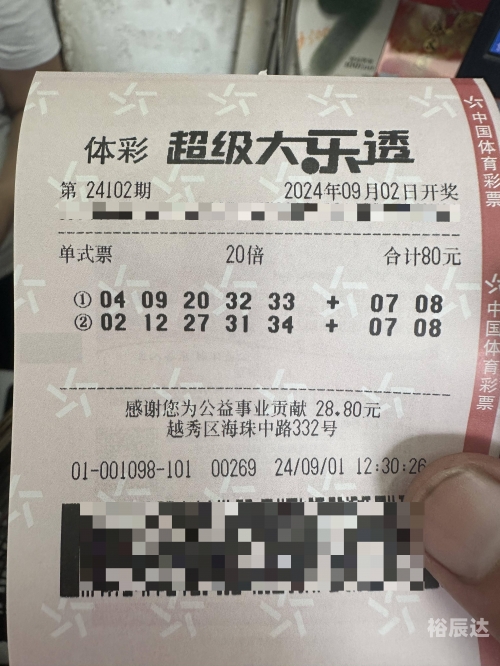 体彩 超级大乐透
第 24102期 2024年09月02日开奖
单式票 20倍 合计80元
① 04 09 20 32 33 + 07 08
② 02 12 27 31 34 + 07 08
感谢您为公益事业贡献 28.80元
越秀区海珠中路332号
01-001098-101 00269 24/09/01 12:30:26
中国体育彩票
中国体育彩票
裕辰达